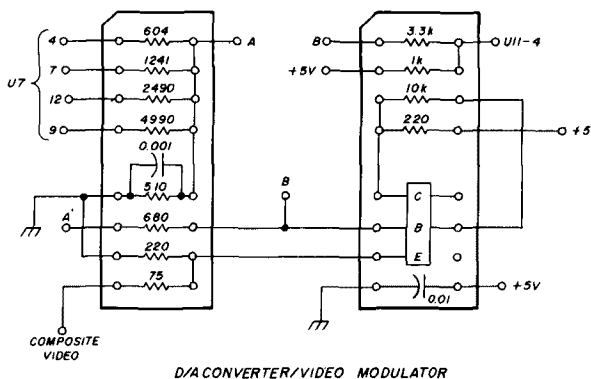 4
604
A
7
1241
U7
12
2490
9
4990
0.001
510
A'
680
220
75
COMPOSITE
VIDEO
B
B
3.3k
U11-4
+5V
1k
10k
220
+5
C
B
E
0.01
+5V
D/A CONVERTER/VIDEO MODULATOR